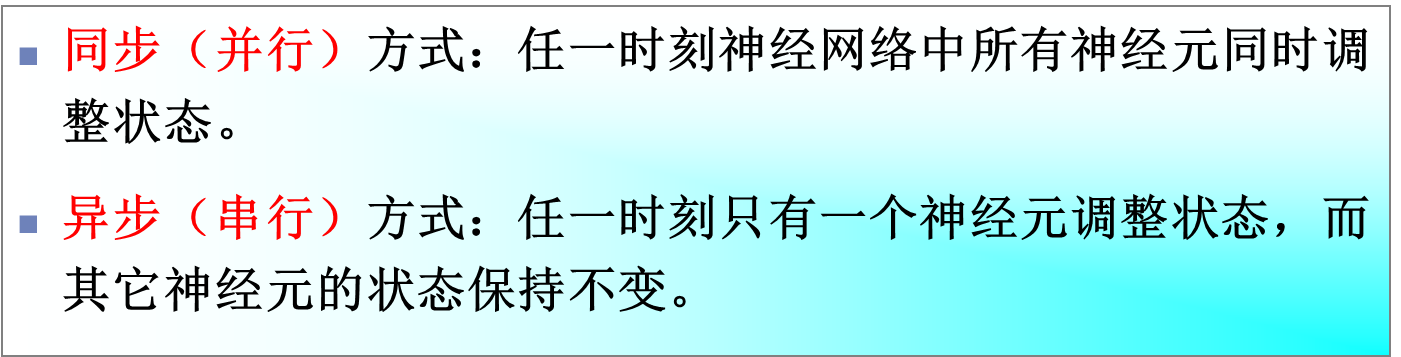 同步（并行）方式：任一时刻神经网络中所有神经元同时调
整状态。
异步（串行）方式：任一时刻只有一个神经元调整状态，而
其它神经元的状态保持不变。